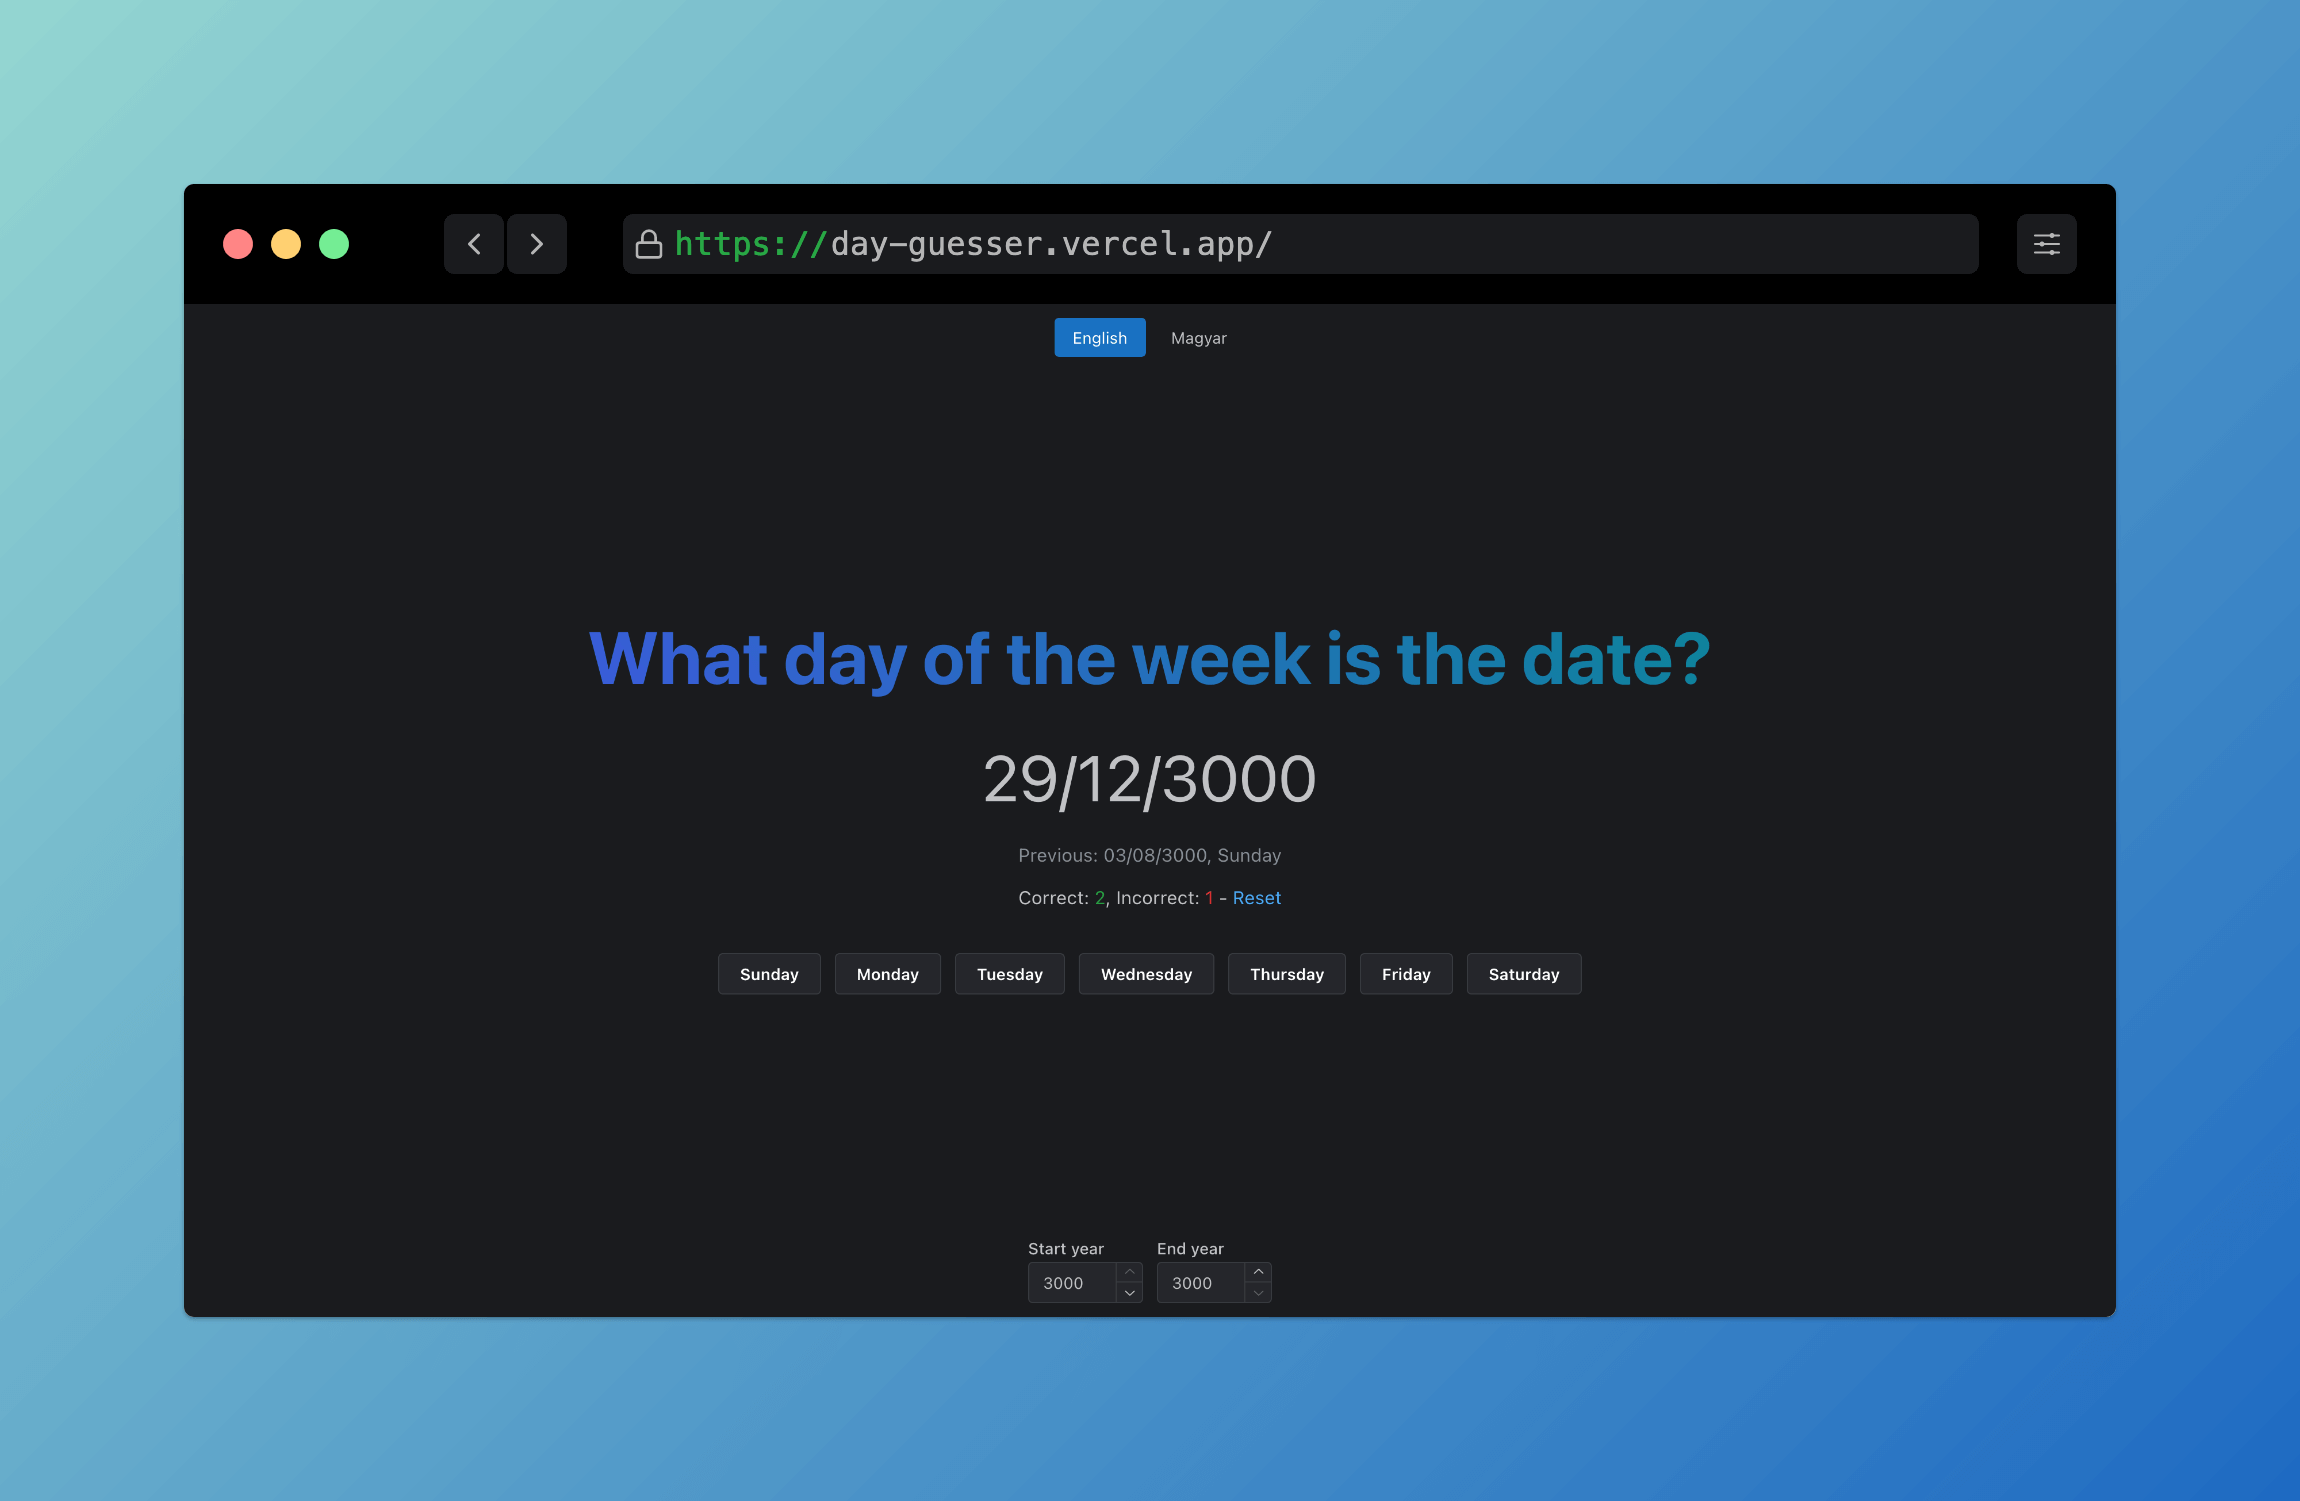 https://day-guesser.vercel.app/
English Magyar
What day of the week is the date?
29/12/3000
Previous: 03/08/3000, Sunday
Correct: 2, Incorrect: 1 - Reset
Sunday Monday Tuesday Wednesday Thursday Friday Saturday
Start year End year
3000 3000